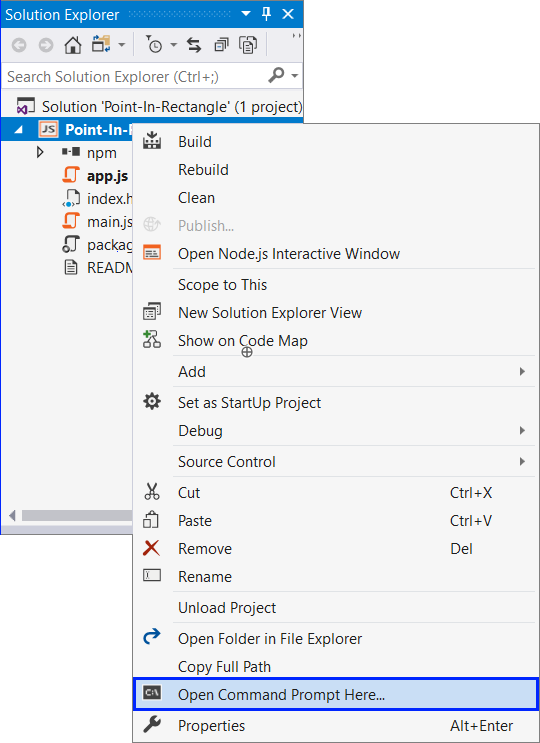 Solution Explorer
Search Solution Explorer (Ctrl+;)
Solution 'Point-In-Rectangle' (1 project)
JS Point-In-
npm
app.js
index.h
main.js
packag
READM
Build
Rebuild
Clean
Publish...
Open Node.js Interactive Window
Scope to This
New Solution Explorer View
Show on Code Map
Add
Set as StartUp Project
Debug
Source Control
Cut Ctrl+X
Paste Ctrl+V
Remove Del
Rename
Unload Project
Open Folder in File Explorer
Copy Full Path
C:\ Open Command Prompt Here...
Properties Alt+Enter